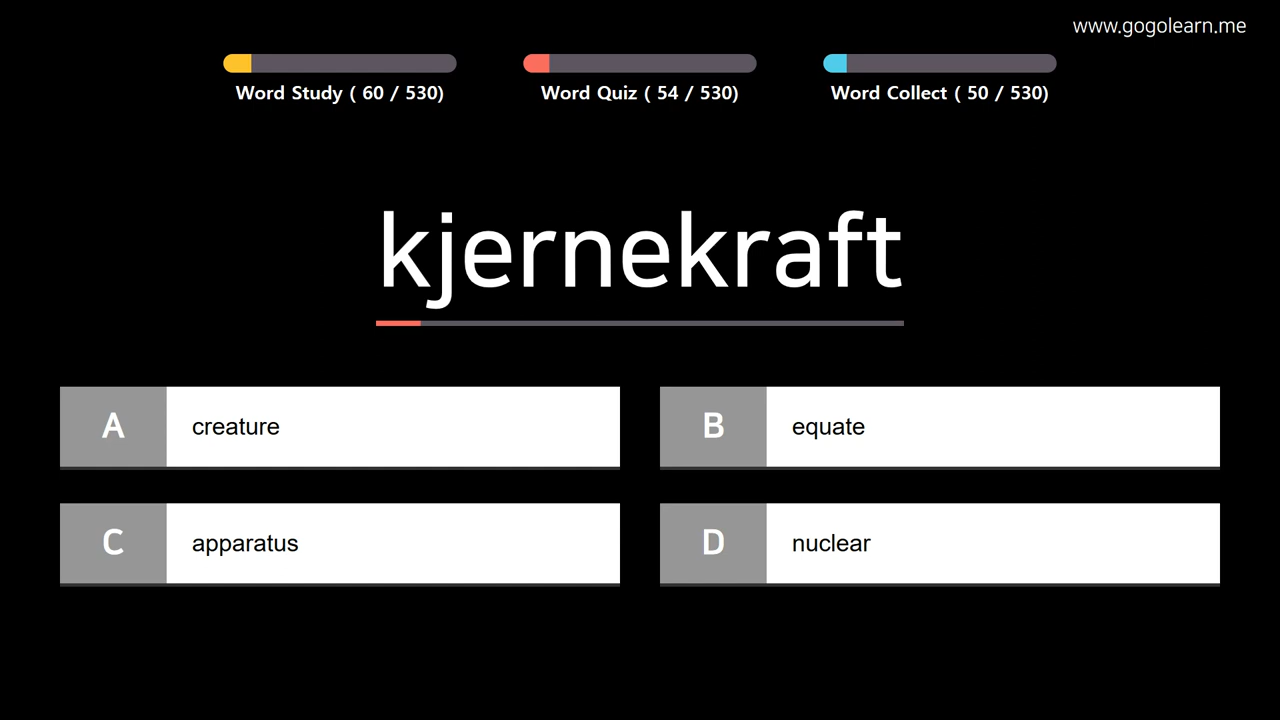 www.gogolearn.me
Word Study ( 60 / 530)
Word Quiz ( 54 / 530)
Word Collect ( 50 / 530)
kjernekraft
A creature
B equate
C apparatus
D nuclear